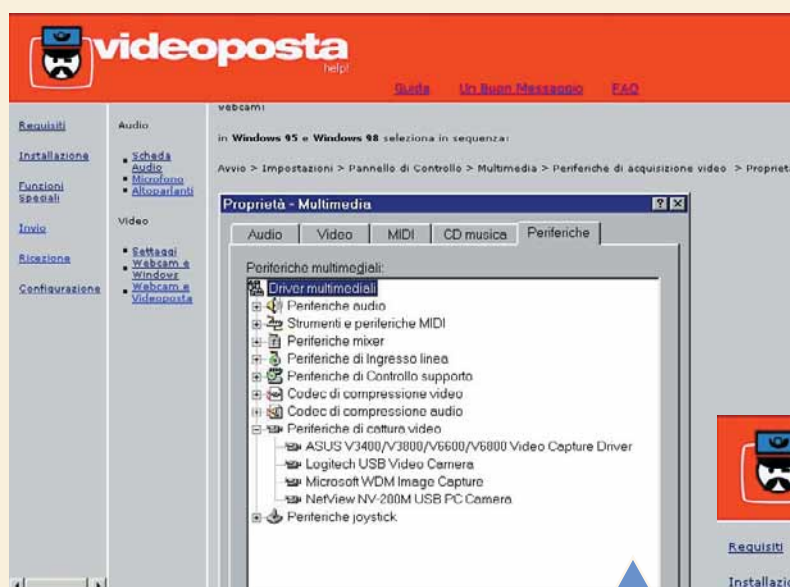 videoposta
help!
Guida Un Buon Messaggio FAQ
Requisiti
Installazione
Funzioni
Speciali
Invio
Ricezione
Configurazione
Audio
Scheda
Audio
Microfono
Altoparlanti
Video
Settaggi
Webcam e
Windows
Webcam e
Videoposta
webcam)
in Windows 95 e Windows 98 seleziona in sequenza:
Avvio > Impostazioni > Pannello di Controllo > Multimedia > Periferiche di acquisizione video > Propriet
Proprietà - Multimedia
Audio Video MIDI CD musica Periferiche
Periferiche multimediali:
Driver multimediali
Periferiche audio
Strumenti e periferiche MIDI
Periferiche mixer
Periferiche di Ingresso linea
Periferiche di Controllo supporto
Codec di compressione video
Codec di compressione audio
Periferiche di cattura video
ASUS V3400/V3800/V6600/V6800 Video Capture Driver
Logitech USB Video Camera
Microsoft WDM Image Capture
NetView NV-200M USB PC Camera
Periferiche joystick
Requisiti
Installazio